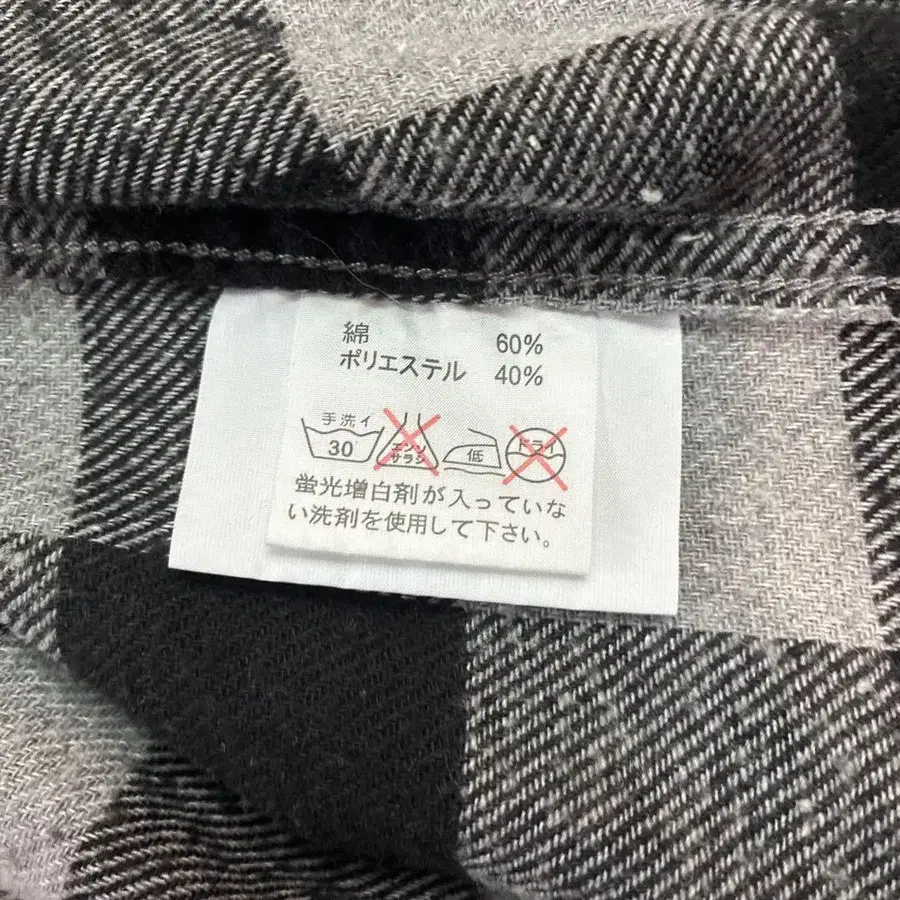 綿 60%
ポリエステル 40%
手洗イ
30 エンソ サラシ 低 ドライ
蛍光増白剤が入っていな
い洗剤を使用して下さい。